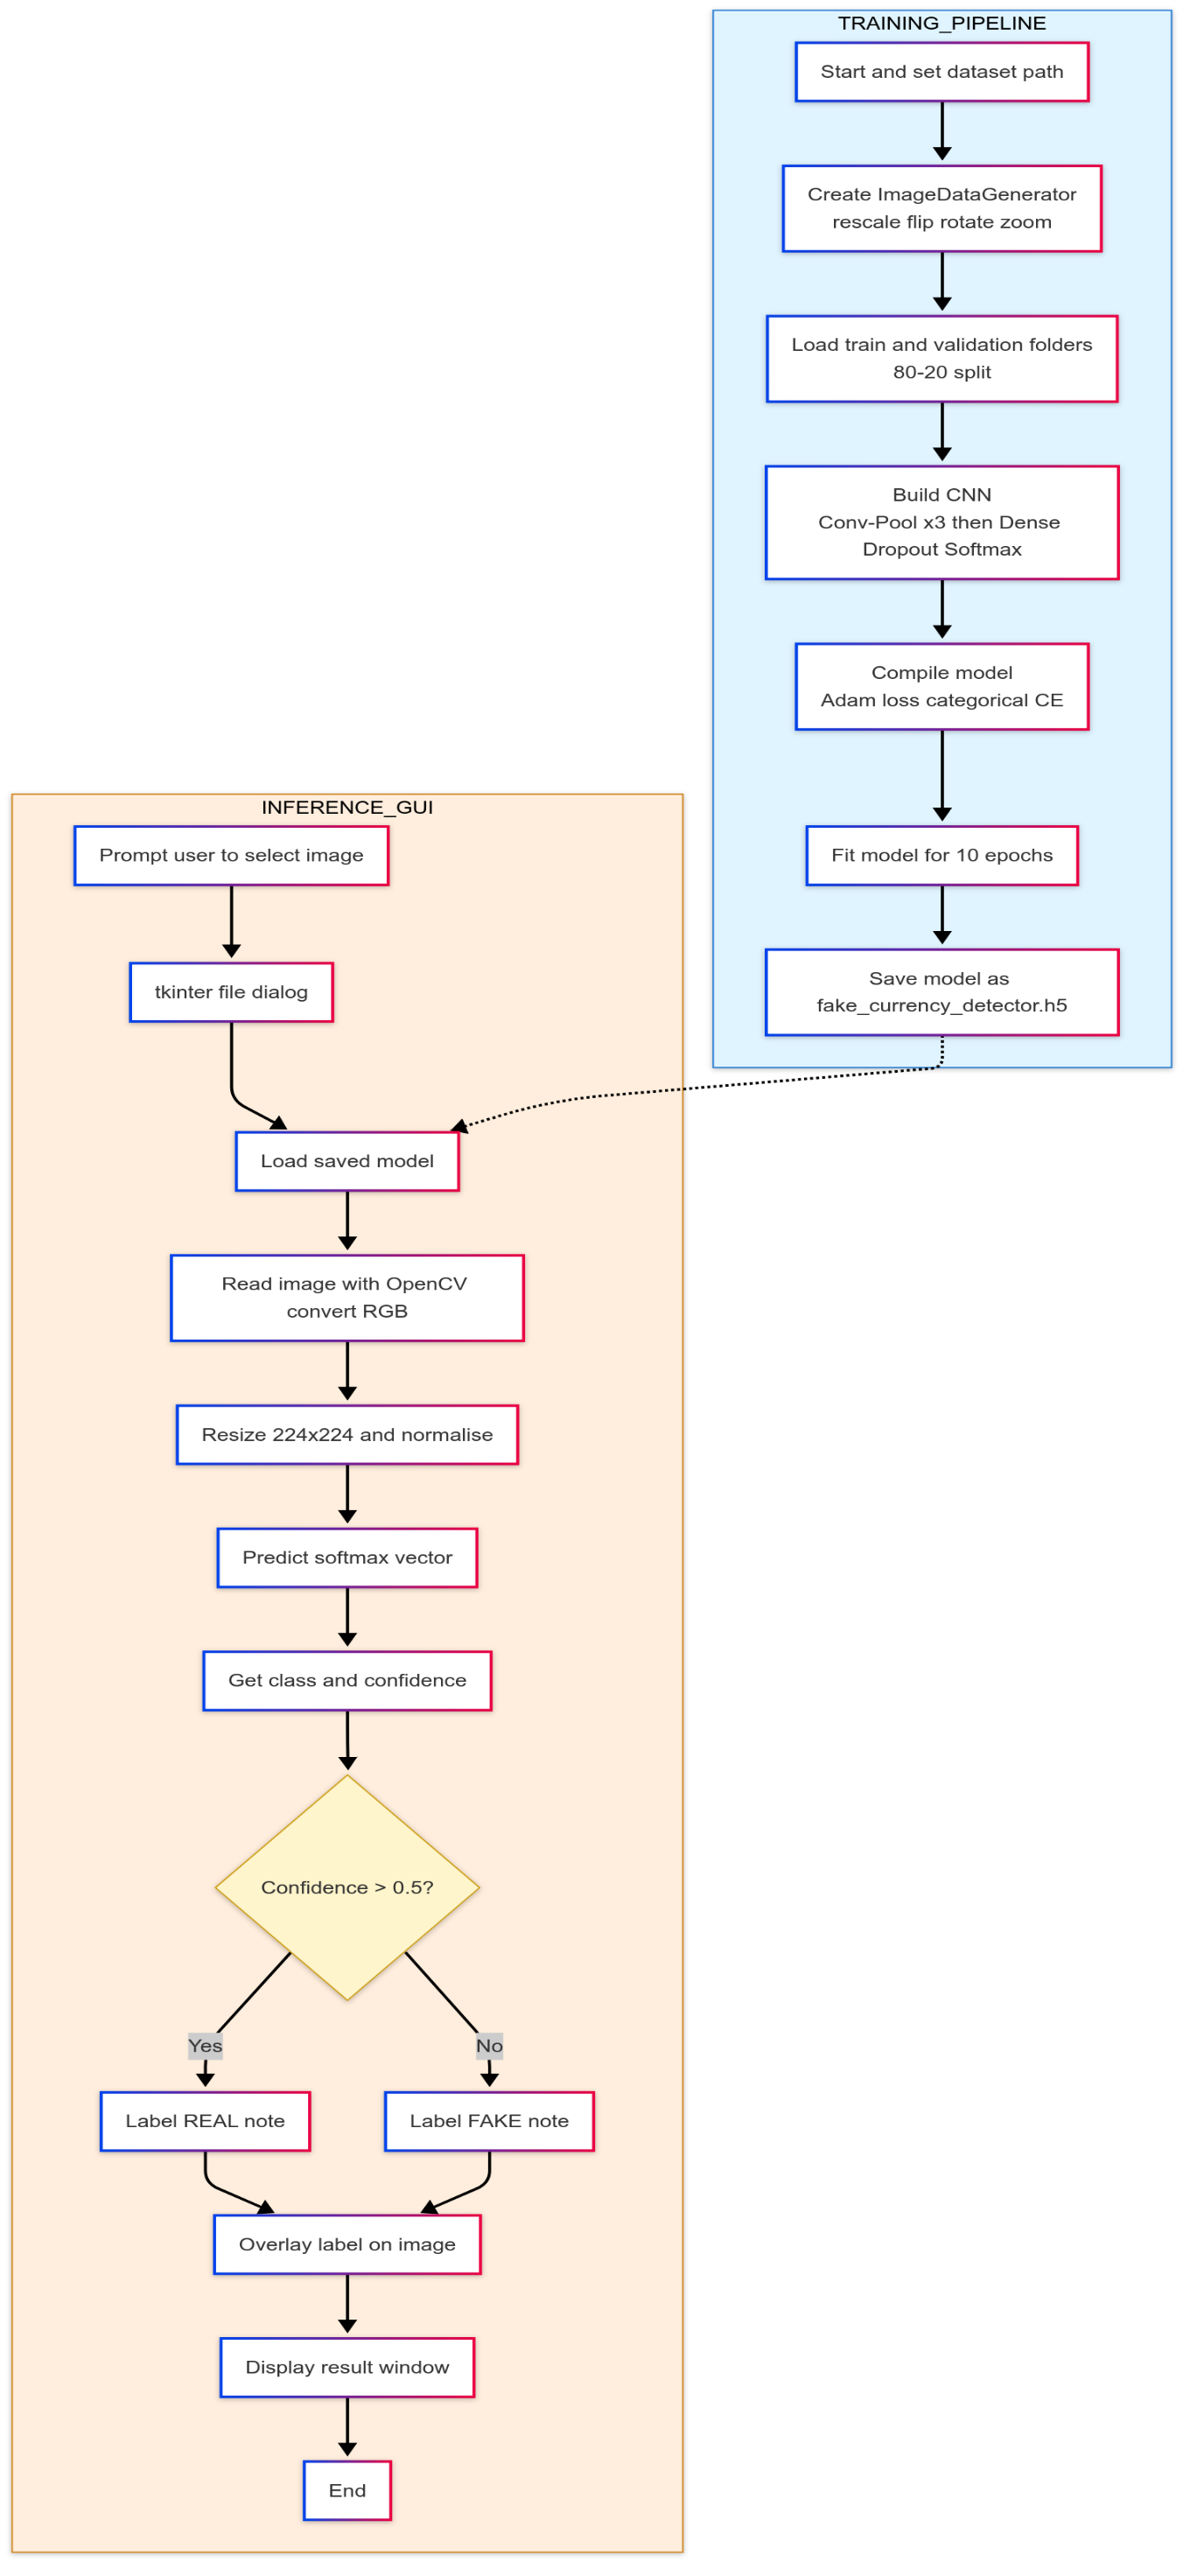 TRAINING_PIPELINE
Start and set dataset path
Create ImageDataGenerator
rescale flip rotate zoom
Load train and validation folders
80-20 split
Build CNN
Conv-Pool x3 then Dense
Dropout Softmax
Compile model
Adam loss categorical CE
Fit model for 10 epochs
Save model as
fake_currency_detector.h5
INFERENCE_GUI
Prompt user to select image
tkinter file dialog
Load saved model
Read image with OpenCV
convert RGB
Resize 224x224 and normalise
Predict softmax vector
Get class and confidence
Confidence > 0.5?
Yes
No
Label REAL note
Label FAKE note
Overlay label on image
Display result window
End